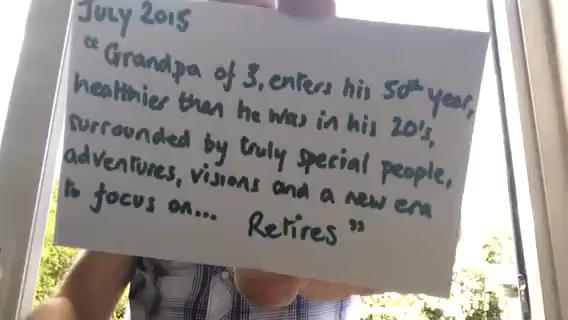 July 2015
"Grandpa of 3, enters his 50th year,
healthier than he was in his 20's,
surrounded by truly special people,
adventures, visions and a new era
to focus on... Retires"